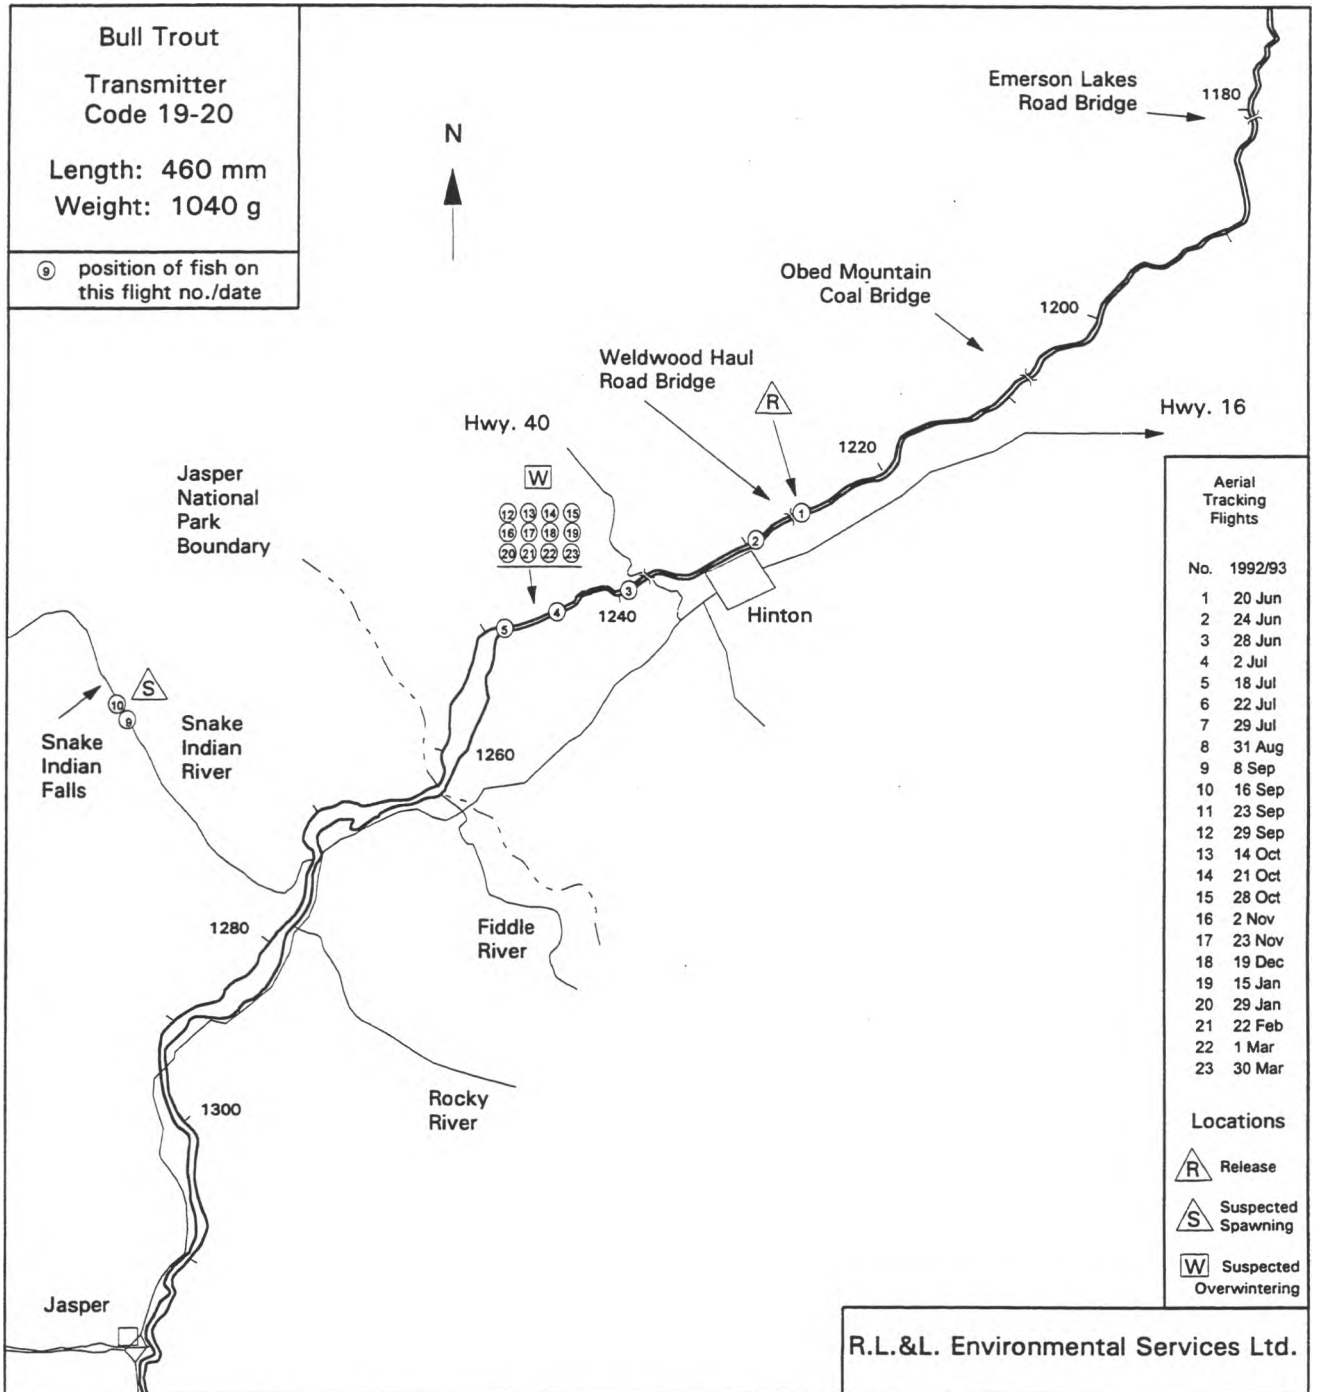 Bull Trout
Transmitter
Code 19-20
Length: 460 mm
Weight: 1040 g
9 position of fish on
this flight no./date
N
Emerson Lakes
Road Bridge
1180
Obed Mountain
Coal Bridge
1200
Weldwood Haul
Road Bridge
R
Hwy. 16
Hwy. 40
1220
W
Jasper
National
Park
Boundary
12 13 14 15
16 17 18 19
20 21 22 23
1
2
3
4
5
1240
Hinton
S
10
9
Snake
Indian
Falls
Snake
Indian
River
1260
1280
Fiddle
River
Rocky
River
1300
Jasper
Aerial
Tracking
Flights
No. 1992/93
1 20 Jun
2 24 Jun
3 28 Jun
4 2 Jul
5 18 Jul
6 22 Jul
7 29 Jul
8 31 Aug
9 8 Sep
10 16 Sep
11 23 Sep
12 29 Sep
13 14 Oct
14 21 Oct
15 28 Oct
16 2 Nov
17 23 Nov
18 19 Dec
19 15 Jan
20 29 Jan
21 22 Feb
22 1 Mar
23 30 Mar
Locations
R Release
S Suspected
Spawning
W Suspected
Overwintering
R.L.&L. Environmental Services Ltd.